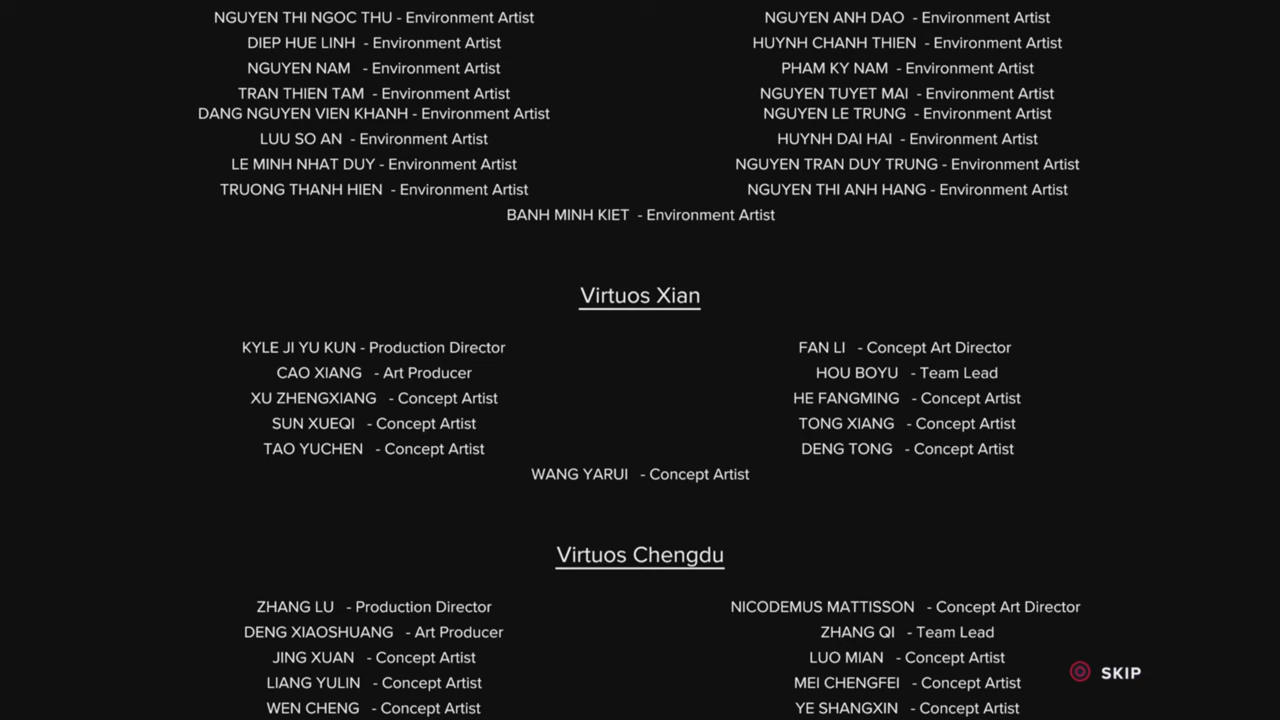 NGUYEN THI NGOC THU - Environment Artist
NGUYEN ANH DAO - Environment Artist
DIEP HUE LINH - Environment Artist
HUYNH CHANH THIEN - Environment Artist
NGUYEN NAM - Environment Artist
PHAM KY NAM - Environment Artist
TRAN THIEN TAM - Environment Artist
NGUYEN TUYET MAI - Environment Artist
DANG NGUYEN VIEN KHANH - Environment Artist
NGUYEN LE TRUNG - Environment Artist
LUU SO AN - Environment Artist
HUYNH DAI HAI - Environment Artist
LE MINH NHAT DUY - Environment Artist
NGUYEN TRAN DUY TRUNG - Environment Artist
TRUONG THANH HIEN - Environment Artist
NGUYEN THI ANH HANG - Environment Artist
BANH MINH KIET - Environment Artist
Virtuos Xian
KYLE JI YU KUN - Production Director
FAN LI - Concept Art Director
CAO XIANG - Art Producer
HOU BOYU - Team Lead
XU ZHENGXIANG - Concept Artist
HE FANGMING - Concept Artist
SUN XUEQI - Concept Artist
TONG XIANG - Concept Artist
TAO YUCHEN - Concept Artist
DENG TONG - Concept Artist
WANG YARUI - Concept Artist
Virtuos Chengdu
ZHANG LU - Production Director
NICODEMUS MATTISSON - Concept Art Director
DENG XIAOSHUANG - Art Producer
ZHANG QI - Team Lead
JING XUAN - Concept Artist
LUO MIAN - Concept Artist
SKIP
LIANG YULIN - Concept Artist
MEI CHENGFEI - Concept Artist
WEN CHENG - Concept Artist
YE SHANGXIN - Concept Artist